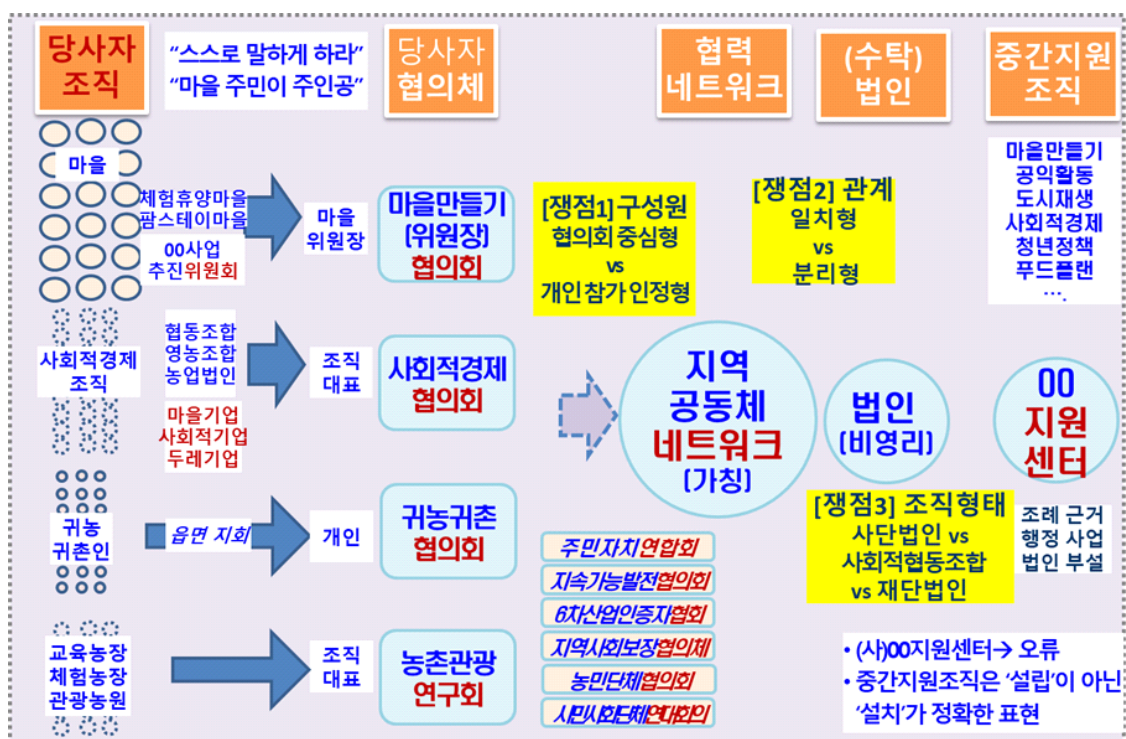 당사자
조직
“스스로 말하게 하라”
“마을 주민이 주인공”
당사자
협의체
협력
네트워크
(수탁)
법인
중간지원
조직
마을
체험휴양마을
팜스테이마을
00사업
추진위원회
마을
위원장
마을만들기
(위원장)
협의회
[쟁점1] 구성원
협의회 중심형
vs
개인 참가 인정형
[쟁점2] 관계
일치형
vs
분리형
마을만들기
공익활동
도시재생
사회적경제
청년정책
푸드플랜
….
사회적경제
조직
협동조합
영농조합
농업법인
마을기업
사회적기업
두레기업
조직
대표
사회적경제
협의회
지역
공동체
네트워크
(가칭)
법인
(비영리)
00
지원
센터
귀농
귀촌인
읍면 지회
개인
귀농귀촌
협의회
[쟁점3] 조직형태
사단법인 vs
사회적협동조합
vs 재단법인
조례 근거
행정 사업
법인 부설
주민자치연합회
지속가능발전협의회
6차산업인증자협회
지역사회보장협의체
농민단체협의회
시민사회단체연대회의
교육농장
체험농장
관광농원
조직
대표
농촌관광
연구회
• (사)00지원센터→ 오류
• 중간지원조직은 ‘설립’이 아닌
‘설치’가 정확한 표현